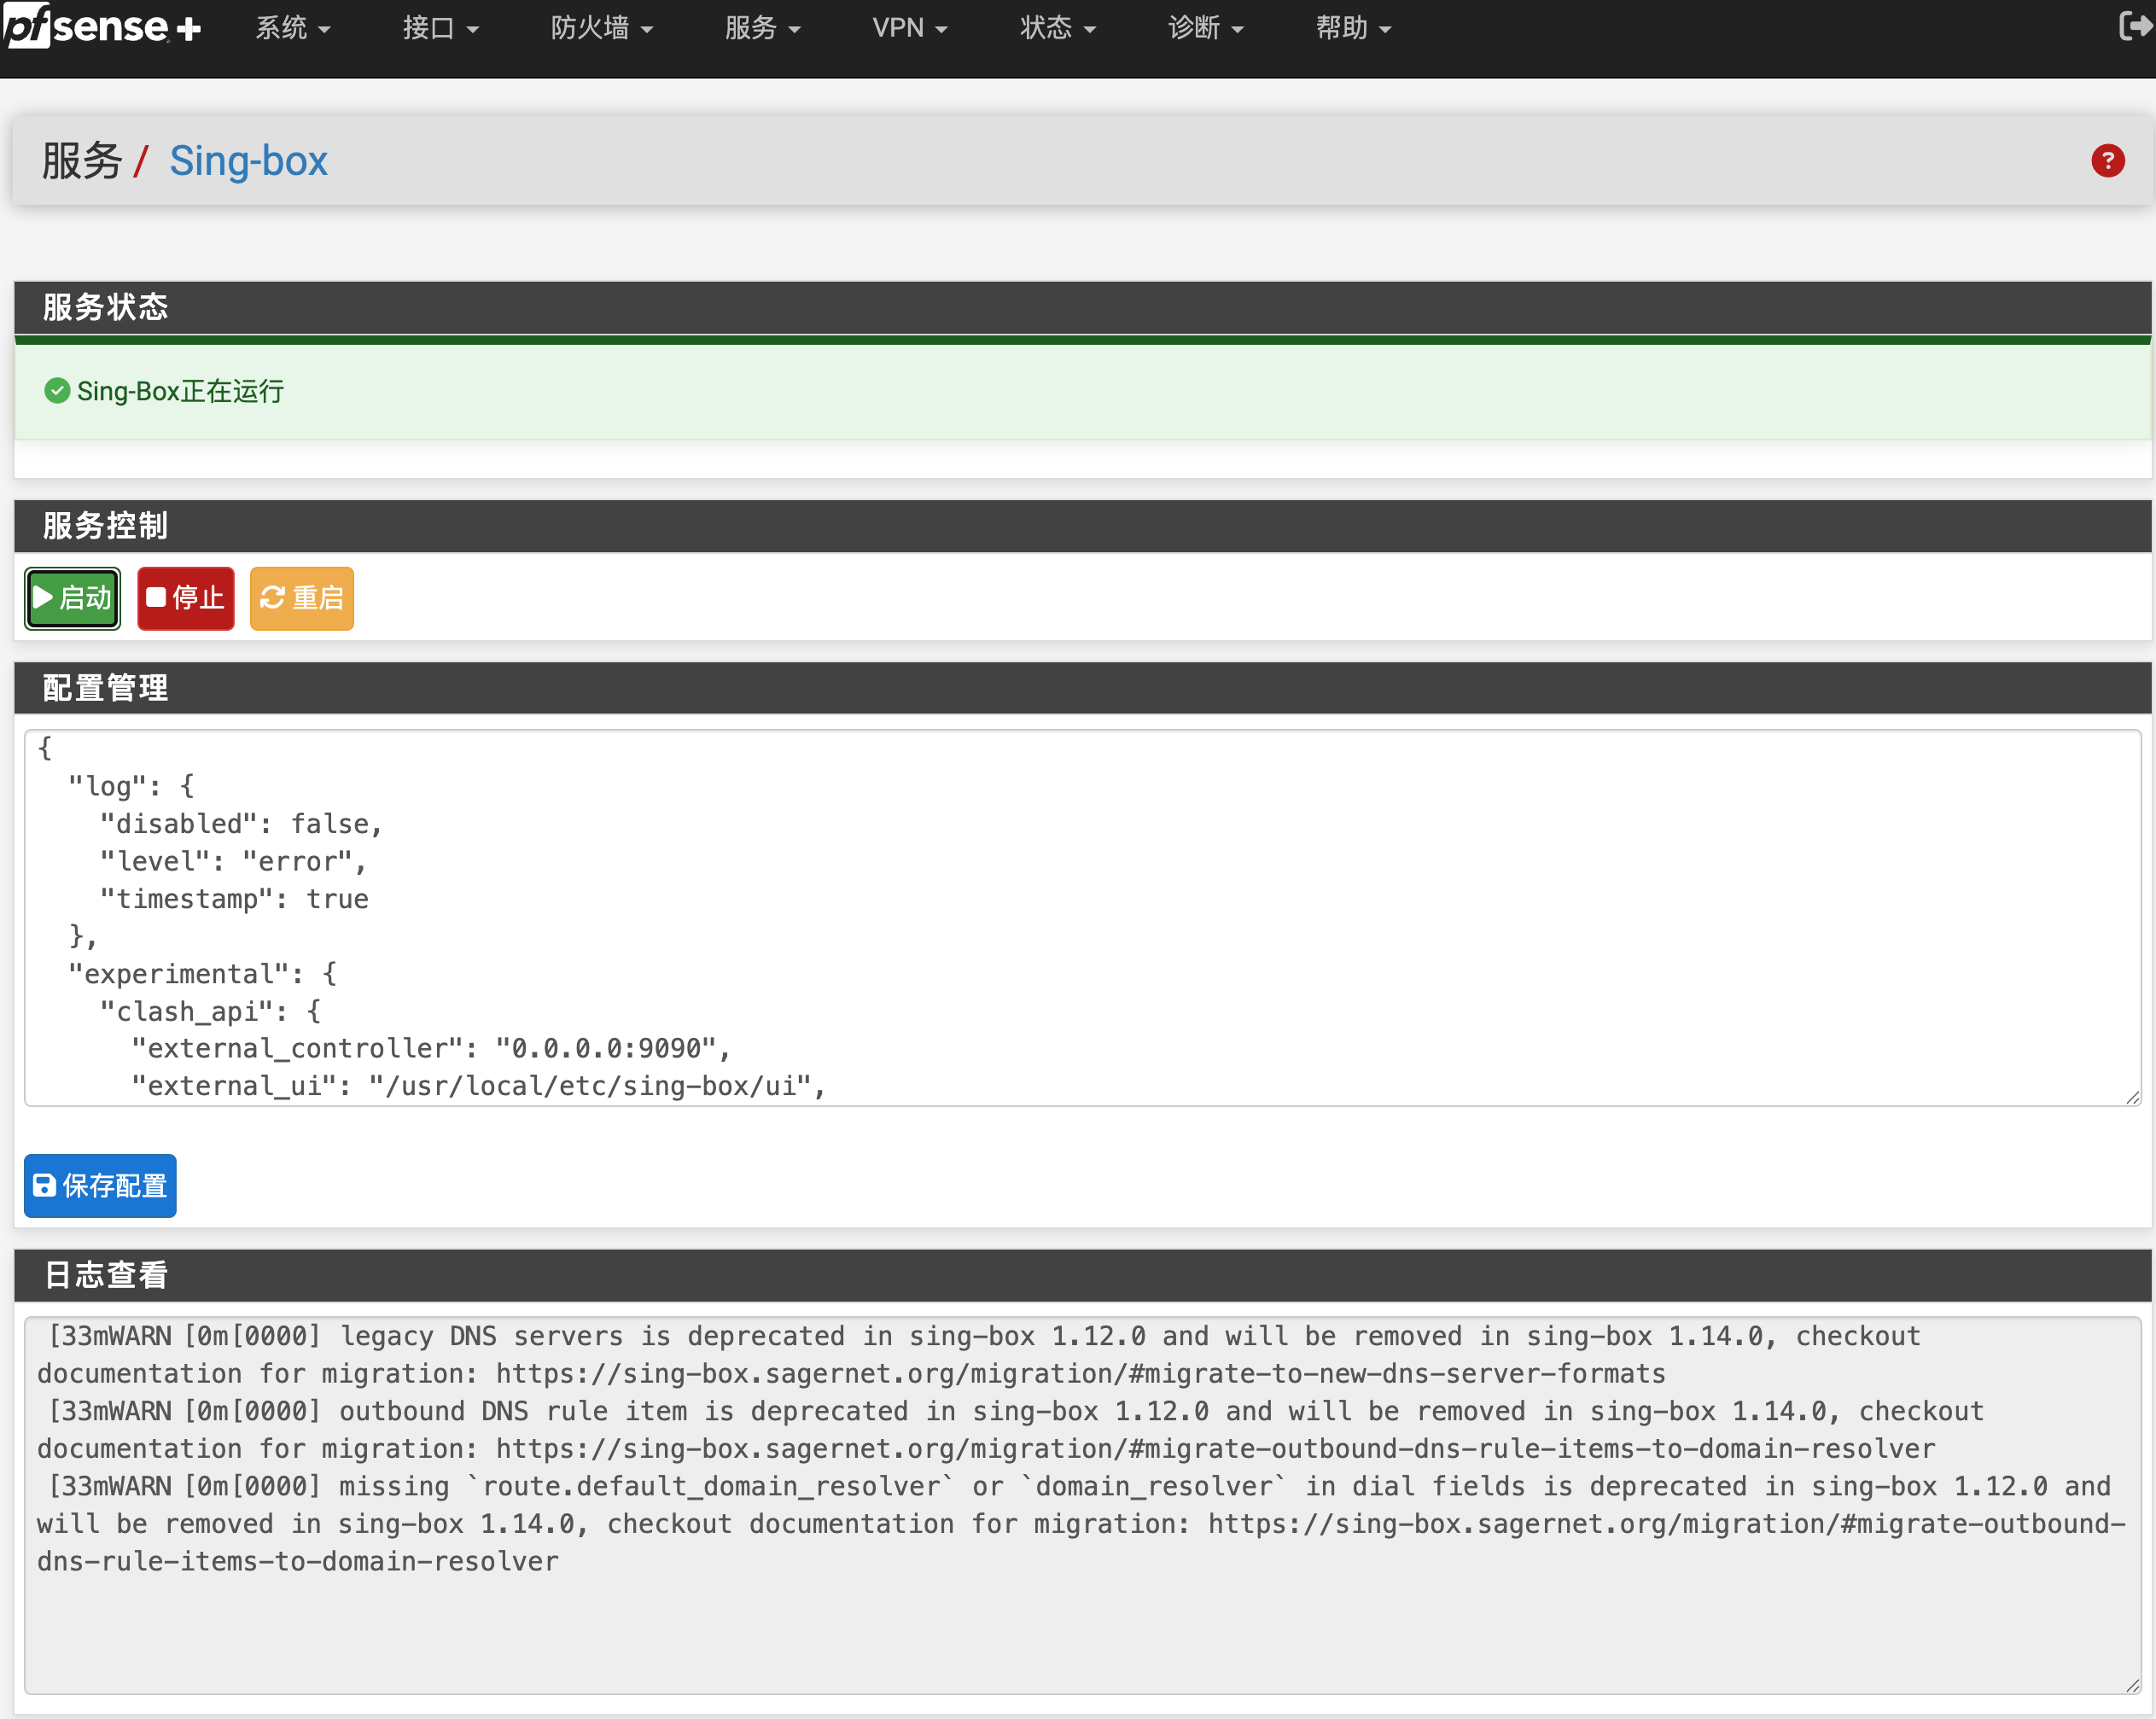 pfsense+ 系统 接口 防火墙 服务 VPN 状态 诊断 帮助
服务 / Sing-box
?
服务状态
Sing-Box正在运行
服务控制
启动 停止 重启
配置管理
{
  "log": {
    "disabled": false,
    "level": "error",
    "timestamp": true
  },
  "experimental": {
    "clash_api": {
      "external_controller": "0.0.0.0:9090",
      "external_ui": "/usr/local/etc/sing-box/ui",
保存配置
日志查看
[33mWARN [0m[0000] legacy DNS servers is deprecated in sing-box 1.12.0 and will be removed in sing-box 1.14.0, checkout
documentation for migration: https://sing-box.sagernet.org/migration/#migrate-to-new-dns-server-formats
[33mWARN [0m[0000] outbound DNS rule item is deprecated in sing-box 1.12.0 and will be removed in sing-box 1.14.0, checkout
documentation for migration: https://sing-box.sagernet.org/migration/#migrate-outbound-dns-rule-items-to-domain-resolver
[33mWARN [0m[0000] missing `route.default_domain_resolver` or `domain_resolver` in dial fields is deprecated in sing-box 1.12.0 and
will be removed in sing-box 1.14.0, checkout documentation for migration: https://sing-box.sagernet.org/migration/#migrate-outbound-
dns-rule-items-to-domain-resolver